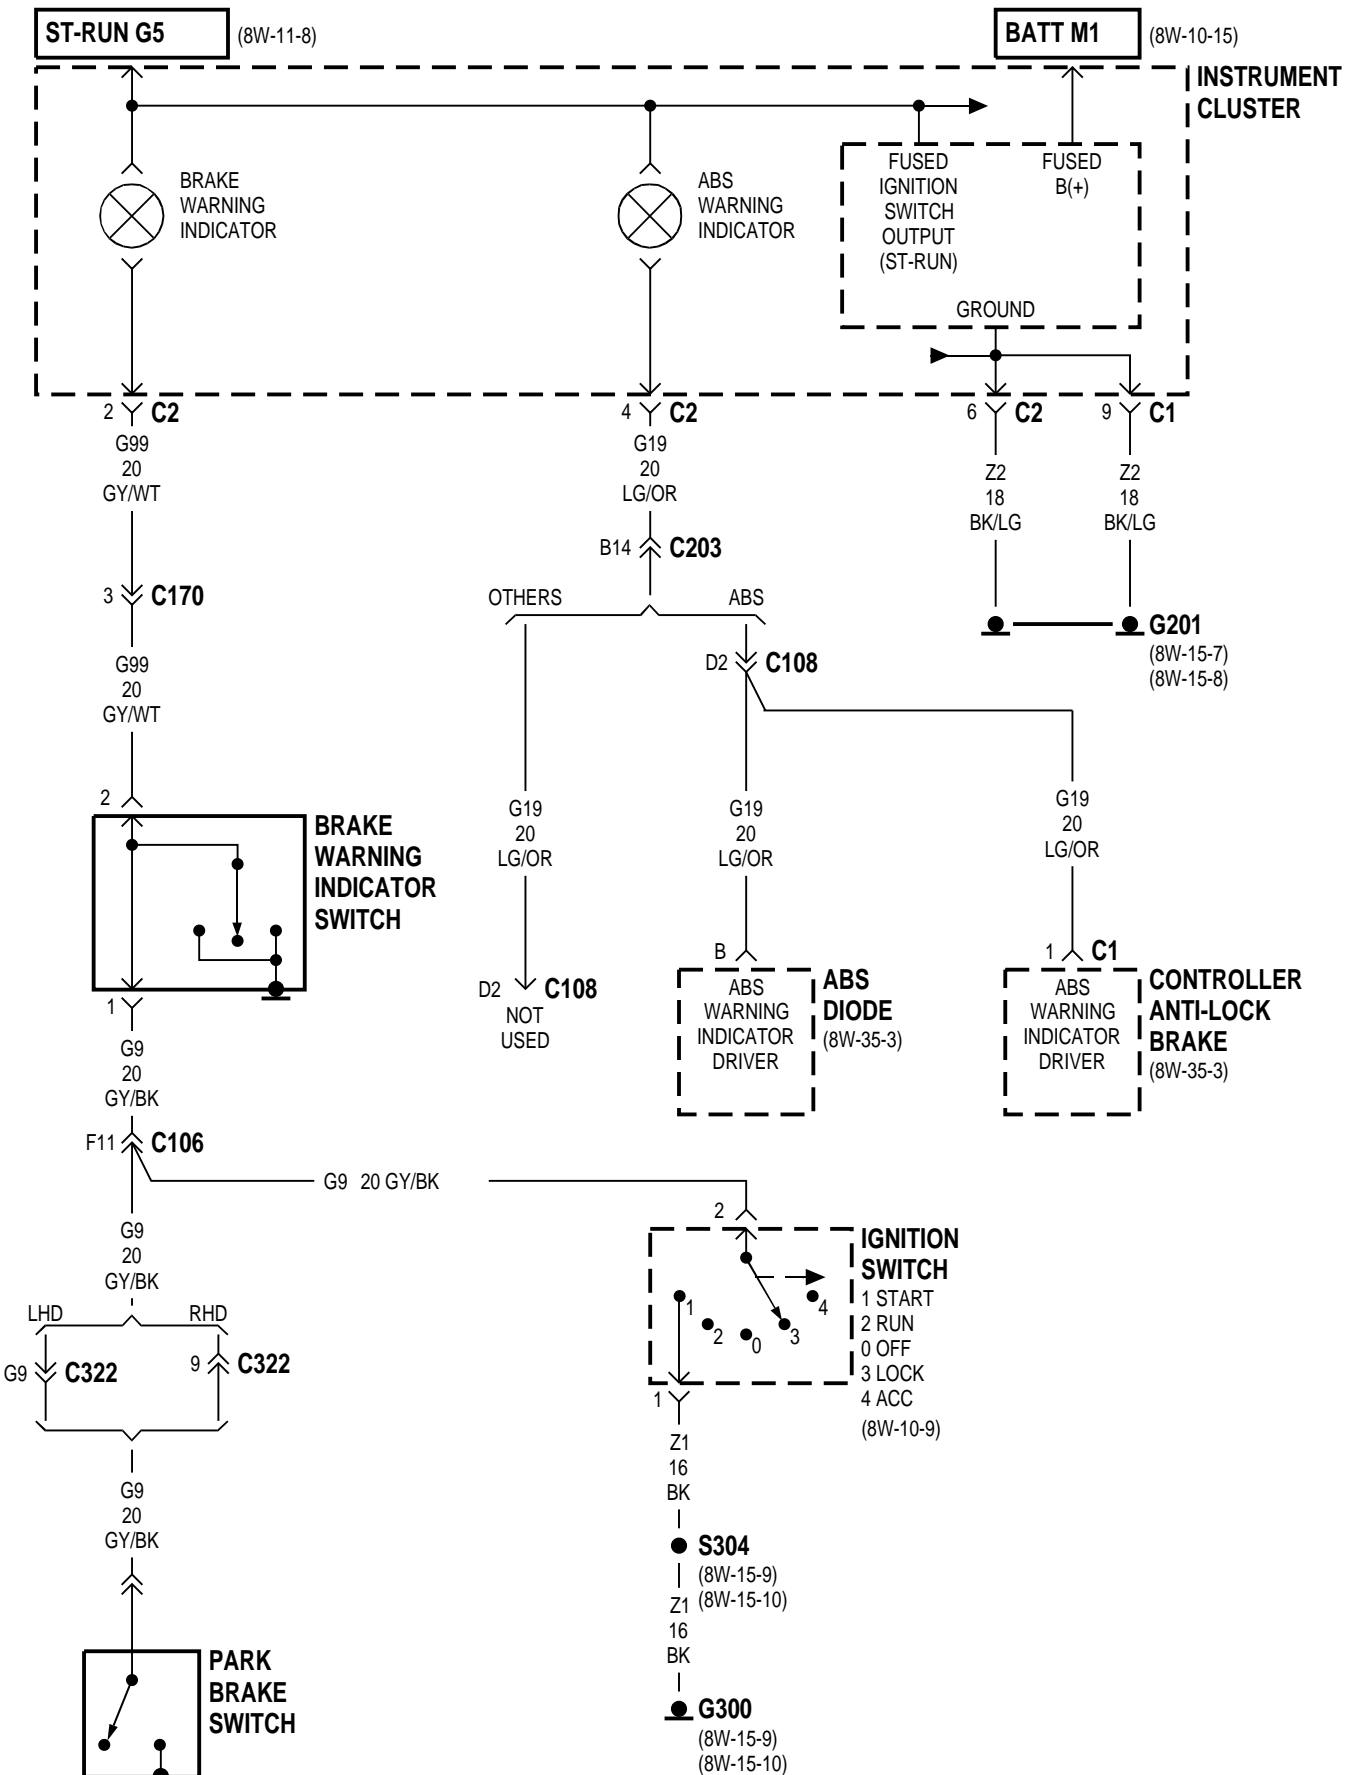 ST-RUN G5 (8W-11-8)
BATT M1 (8W-10-15)
INSTRUMENT
CLUSTER
BRAKE
WARNING
INDICATOR
ABS
WARNING
INDICATOR
FUSED
IGNITION
SWITCH
OUTPUT
(ST-RUN)
FUSED
B(+)
GROUND
2 C2
4 C2
6 C2
9 C1
G99
20
GY/WT
G19
20
LG/OR
Z2
18
BK/LG
Z2
18
BK/LG
B14 C203
3 C170
OTHERS
ABS
G201
(8W-15-7)
(8W-15-8)
D2 C108
G99
20
GY/WT
2
BRAKE
WARNING
INDICATOR
SWITCH
G19
20
LG/OR
G19
20
LG/OR
G19
20
LG/OR
B
1 C1
D2 C108
NOT
USED
ABS
WARNING
INDICATOR
DRIVER
ABS
DIODE
(8W-35-3)
ABS
WARNING
INDICATOR
DRIVER
CONTROLLER
ANTI-LOCK
BRAKE
(8W-35-3)
1
G9
20
GY/BK
F11 C106
G9 20 GY/BK
2
G9
20
GY/BK
IGNITION
SWITCH
1 START
2 RUN
0 OFF
3 LOCK
4 ACC
(8W-10-9)
1
2
0
3
4
LHD
RHD
G9 C322
9 C322
1
Z1
16
BK
G9
20
GY/BK
S304
(8W-15-9)
(8W-15-10)
Z1
16
BK
PARK
BRAKE
SWITCH
G300
(8W-15-9)
(8W-15-10)